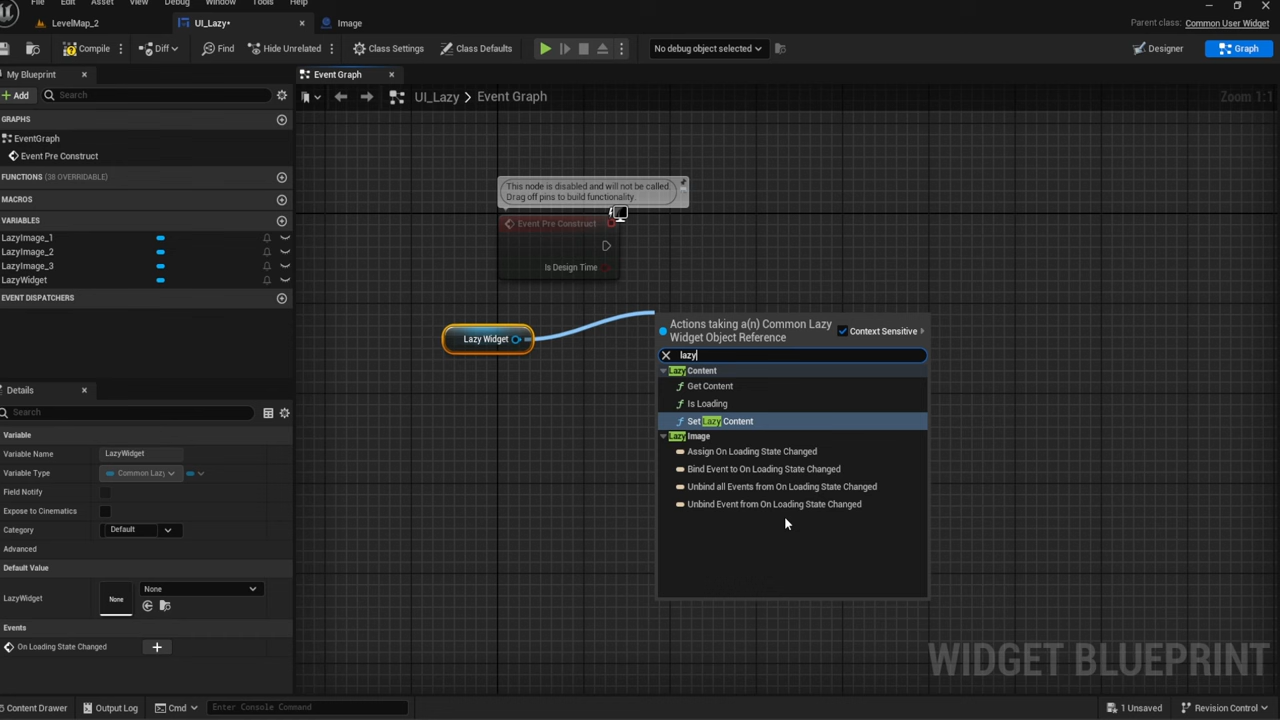 File Edit Asset View Debug Window Tools Help
LevelMap_2
UI_Lazy•
Image
Parent class: Common User Widget
Compile
Diff
Find
Hide Unrelated
Class Settings
Class Defaults
No debug object selected
Designer
Graph
My Blueprint
Event Graph
+ Add
Search
UI_Lazy > Event Graph
Zoom 1:1
GRAPHS
EventGraph
Event Pre Construct
FUNCTIONS (38 OVERRIDABLE)
MACROS
VARIABLES
LazyImage_1
LazyImage_2
LazyImage_3
LazyWidget
EVENT DISPATCHERS
This node is disabled and will not be called.
Drag off pins to build functionality.
Event Pre Construct
Is Design Time
Lazy Widget
Actions taking a(n) Common Lazy
Widget Object Reference
Context Sensitive
lazy
Lazy Content
Get Content
Is Loading
Set Lazy Content
Lazy Image
Assign On Loading State Changed
Bind Event to On Loading State Changed
Unbind all Events from On Loading State Changed
Unbind Event from On Loading State Changed
Details
Search
Variable
Variable Name LazyWidget
Variable Type Common Laz
Field Notify
Expose to Cinematics
Category Default
Advanced
Default Value
LazyWidget None None
Events
On Loading State Changed
WIDGET BLUEPRINT
Content Drawer
Output Log
Cmd
Enter Console Command
1 Unsaved
Revision Control